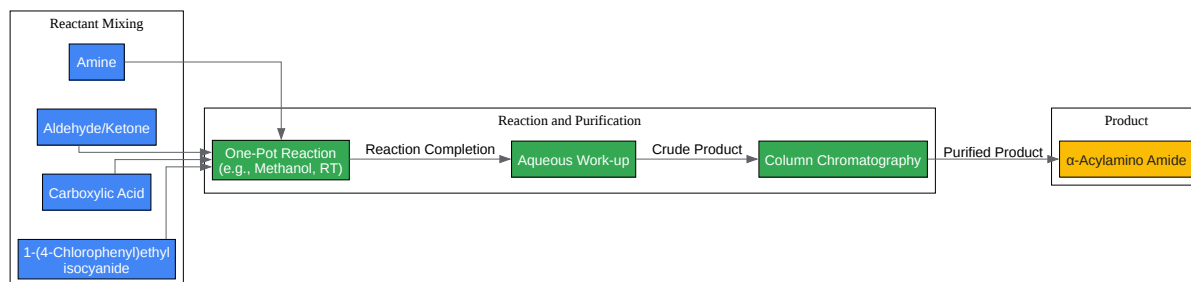 Reactant Mixing
Amine
Aldehyde/Ketone
Carboxylic Acid
1-(4-Chlorophenyl)ethyl
isocyanide
Reaction and Purification
One-Pot Reaction
(e.g., Methanol, RT)
Reaction Completion
Aqueous Work-up
Crude Product
Column Chromatography
Purified Product
Product
α-Acylamino Amide